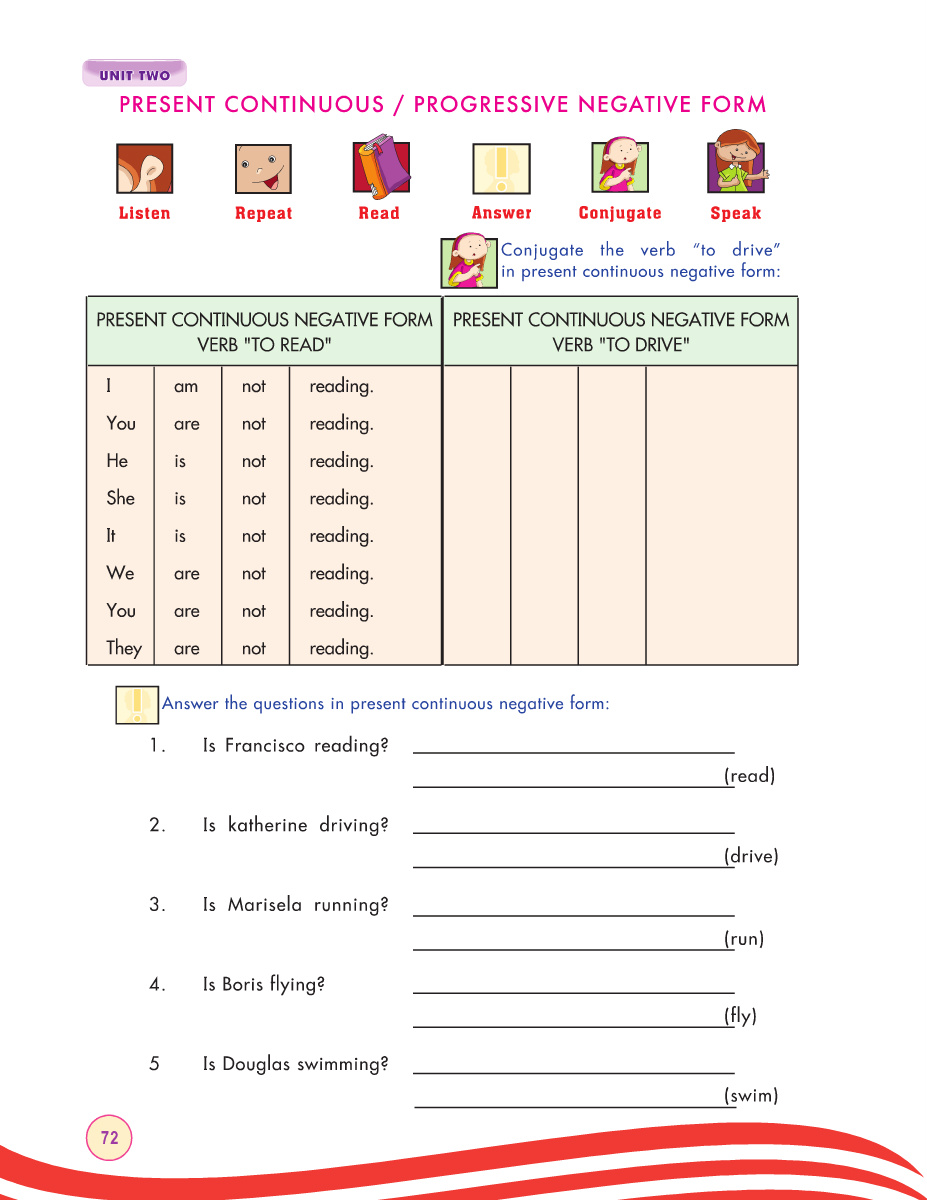 UNIT TWO
PRESENT CONTINUOUS / PROGRESSIVE NEGATIVE FORM
Listen Repeat Read Answer Conjugate Speak
Conjugate the verb “to drive”
in present continuous negative form:
PRESENT CONTINUOUS NEGATIVE FORM
VERB "TO READ"
PRESENT CONTINUOUS NEGATIVE FORM
VERB "TO DRIVE"
I am not reading.
You are not reading.
He is not reading.
She is not reading.
It is not reading.
We are not reading.
You are not reading.
They are not reading.
Answer the questions in present continuous negative form:
1. Is Francisco reading?
(read)
2. Is katherine driving?
(drive)
3. Is Marisela running?
(run)
4. Is Boris flying?
(fly)
5 Is Douglas swimming?
(swim)
72